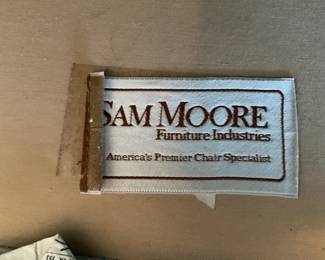 SAM MOORE
Furniture Industries
America's Premier Chair Specialist